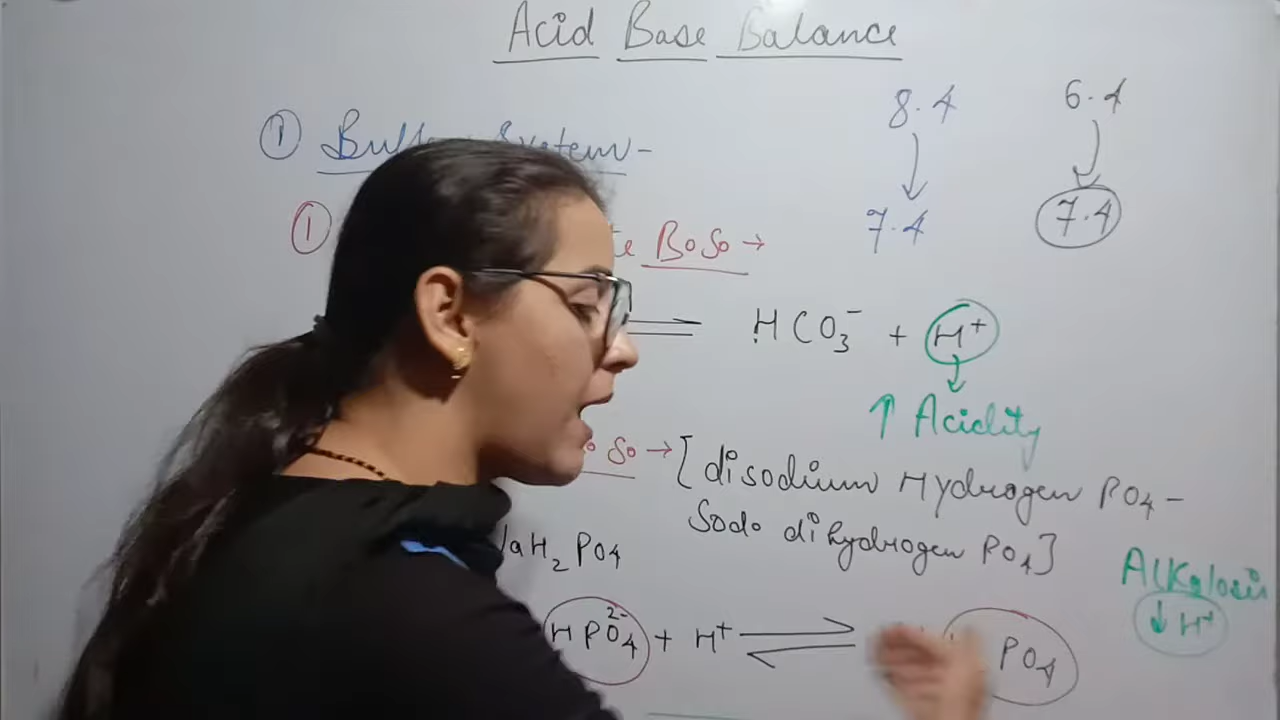 Acid Base Balance
8.4 6.4
① System-
7.4 7.4
① BoSo →
HCO₃⁻ + H⁺
↑ Acidity
So → [disodium Hydrogen PO4 -
Sodo dihydrogen PO4]
aH₂PO4
Alkalosis
↓ H⁺
HPO4²⁻ + H⁺ ⇌ PO4